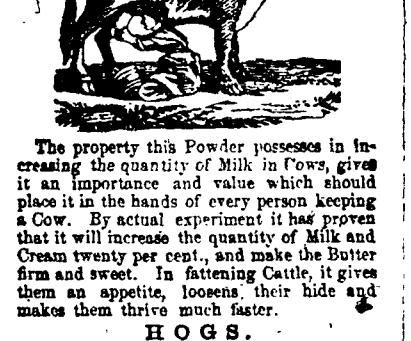 The property this Powder possesses in in-
creasing the quantity of Milk in Cows, gives
it an importance and value which should
place it in the hands of every person keeping
a Cow. By actual experiment it has proven
that it will increase the quantity of Milk and
Cream twenty per cent., and make the Butter
firm and sweet. In fattening Cattle, it gives
them an appetite, loosens their hide and
makes them thrive much faster.
HOGS.